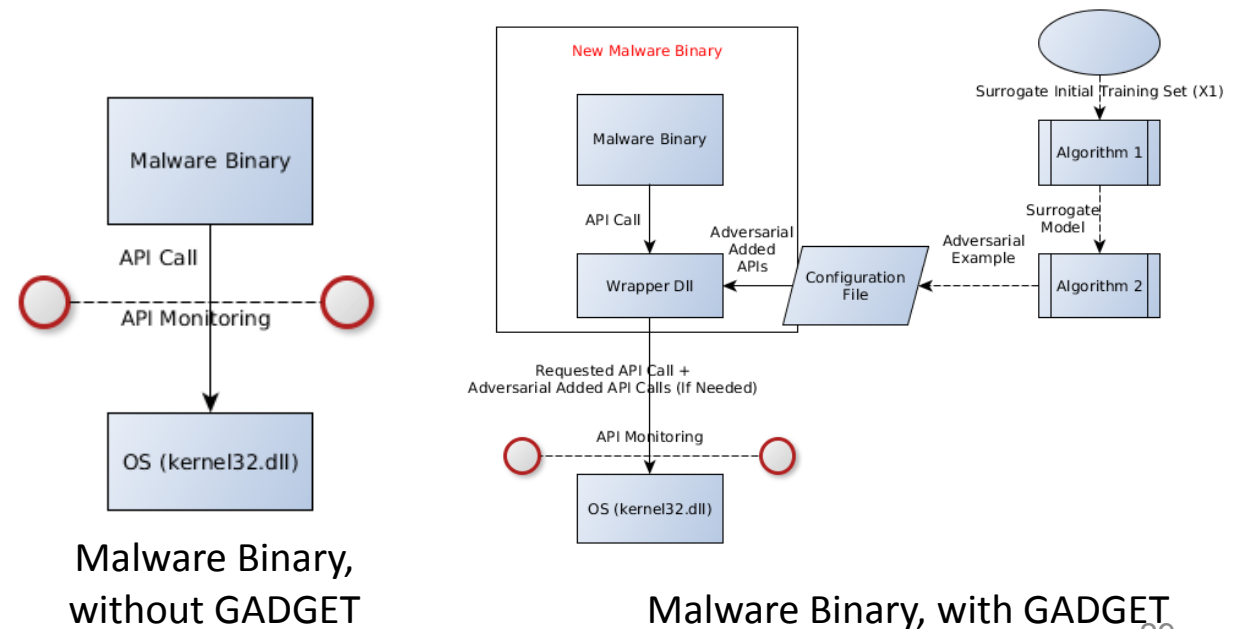 Malware Binary
API Call
API Monitoring
OS (kernel32.dll)
Malware Binary,
without GADGET
New Malware Binary
Malware Binary
API Call
Wrapper Dll
Adversarial
Added
APIs
Configuration
File
Adversarial
Example
Surrogate Initial Training Set (X1)
Algorithm 1
Surrogate
Model
Algorithm 2
Requested API Call +
Adversarial Added API Calls (If Needed)
API Monitoring
OS (kernel32.dll)
Malware Binary, with GADGET